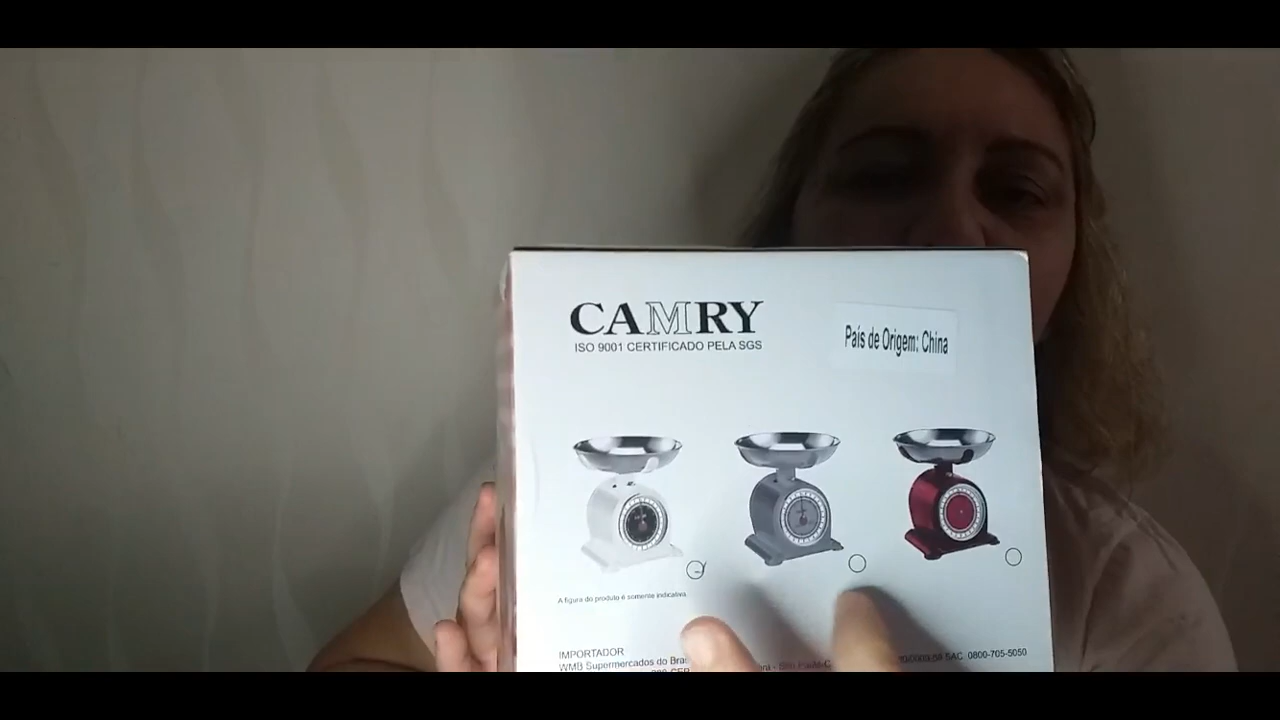 CAMRY
ISO 9001 CERTIFICADO PELA SGS
País de Origem: China
A figura do produto é somente indicativa.
IMPORTADOR
WMB Supermercados do
SAC 0800-705-5050